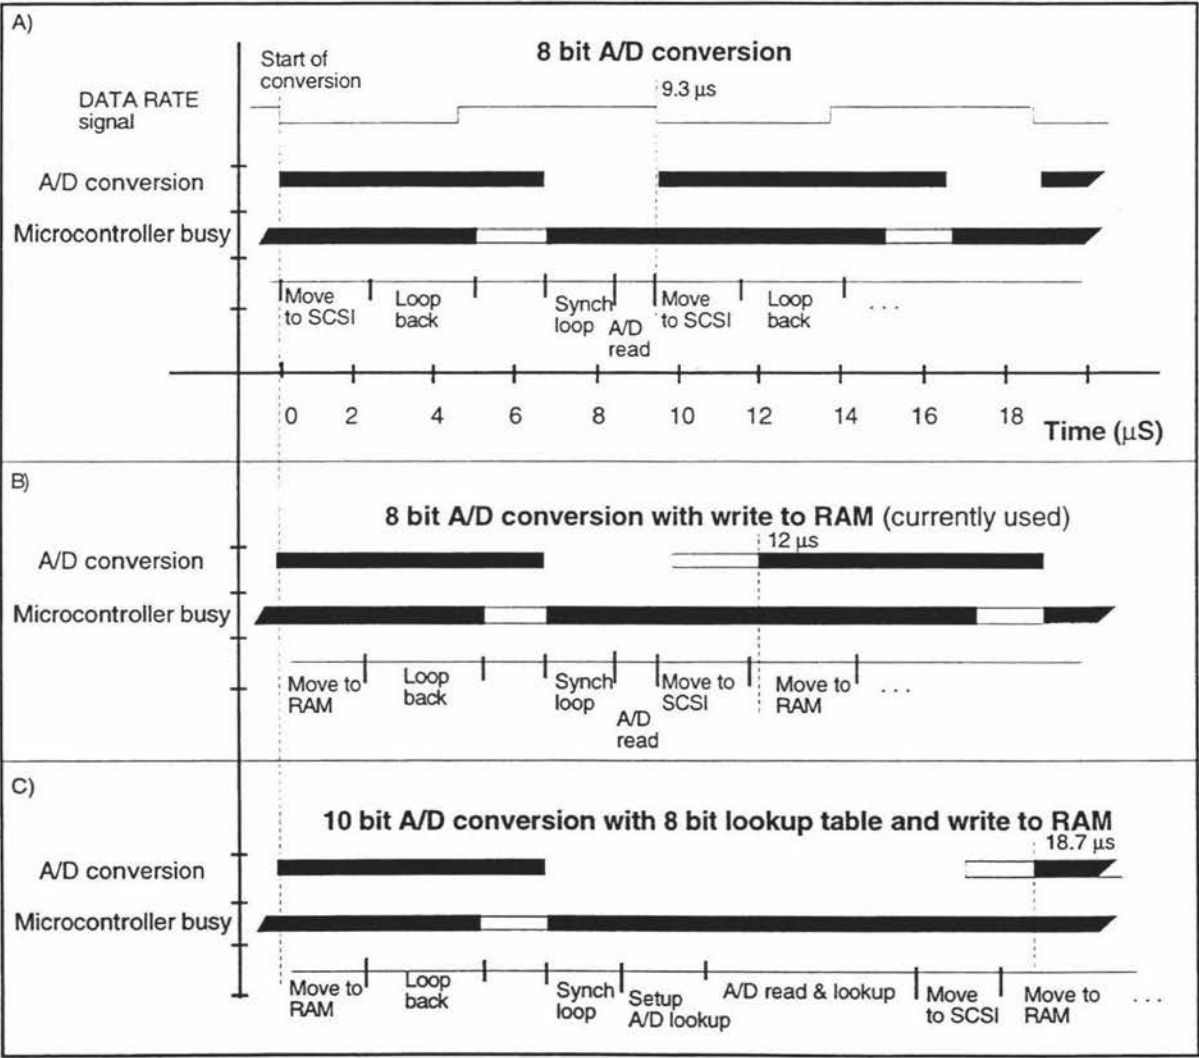 A)
8 bit A/D conversion
Start of
conversion
9.3 µs
DATA RATE
signal
A/D conversion
Microcontroller busy
Move
to SCSI
Loop
back
Synch
loop
A/D
read
Move
to SCSI
Loop
back
. . .
0 2 4 6 8 10 12 14 16 18
Time (µS)
B)
8 bit A/D conversion with write to RAM (currently used)
12 µs
A/D conversion
Microcontroller busy
Move to
RAM
Loop
back
Synch
loop
A/D
read
Move to
SCSI
Move to
RAM
. . .
C)
10 bit A/D conversion with 8 bit lookup table and write to RAM
18.7 µs
A/D conversion
Microcontroller busy
Move to
RAM
Loop
back
Synch
loop
Setup
A/D lookup
A/D read & lookup
Move
to SCSI
Move to
RAM
. . .